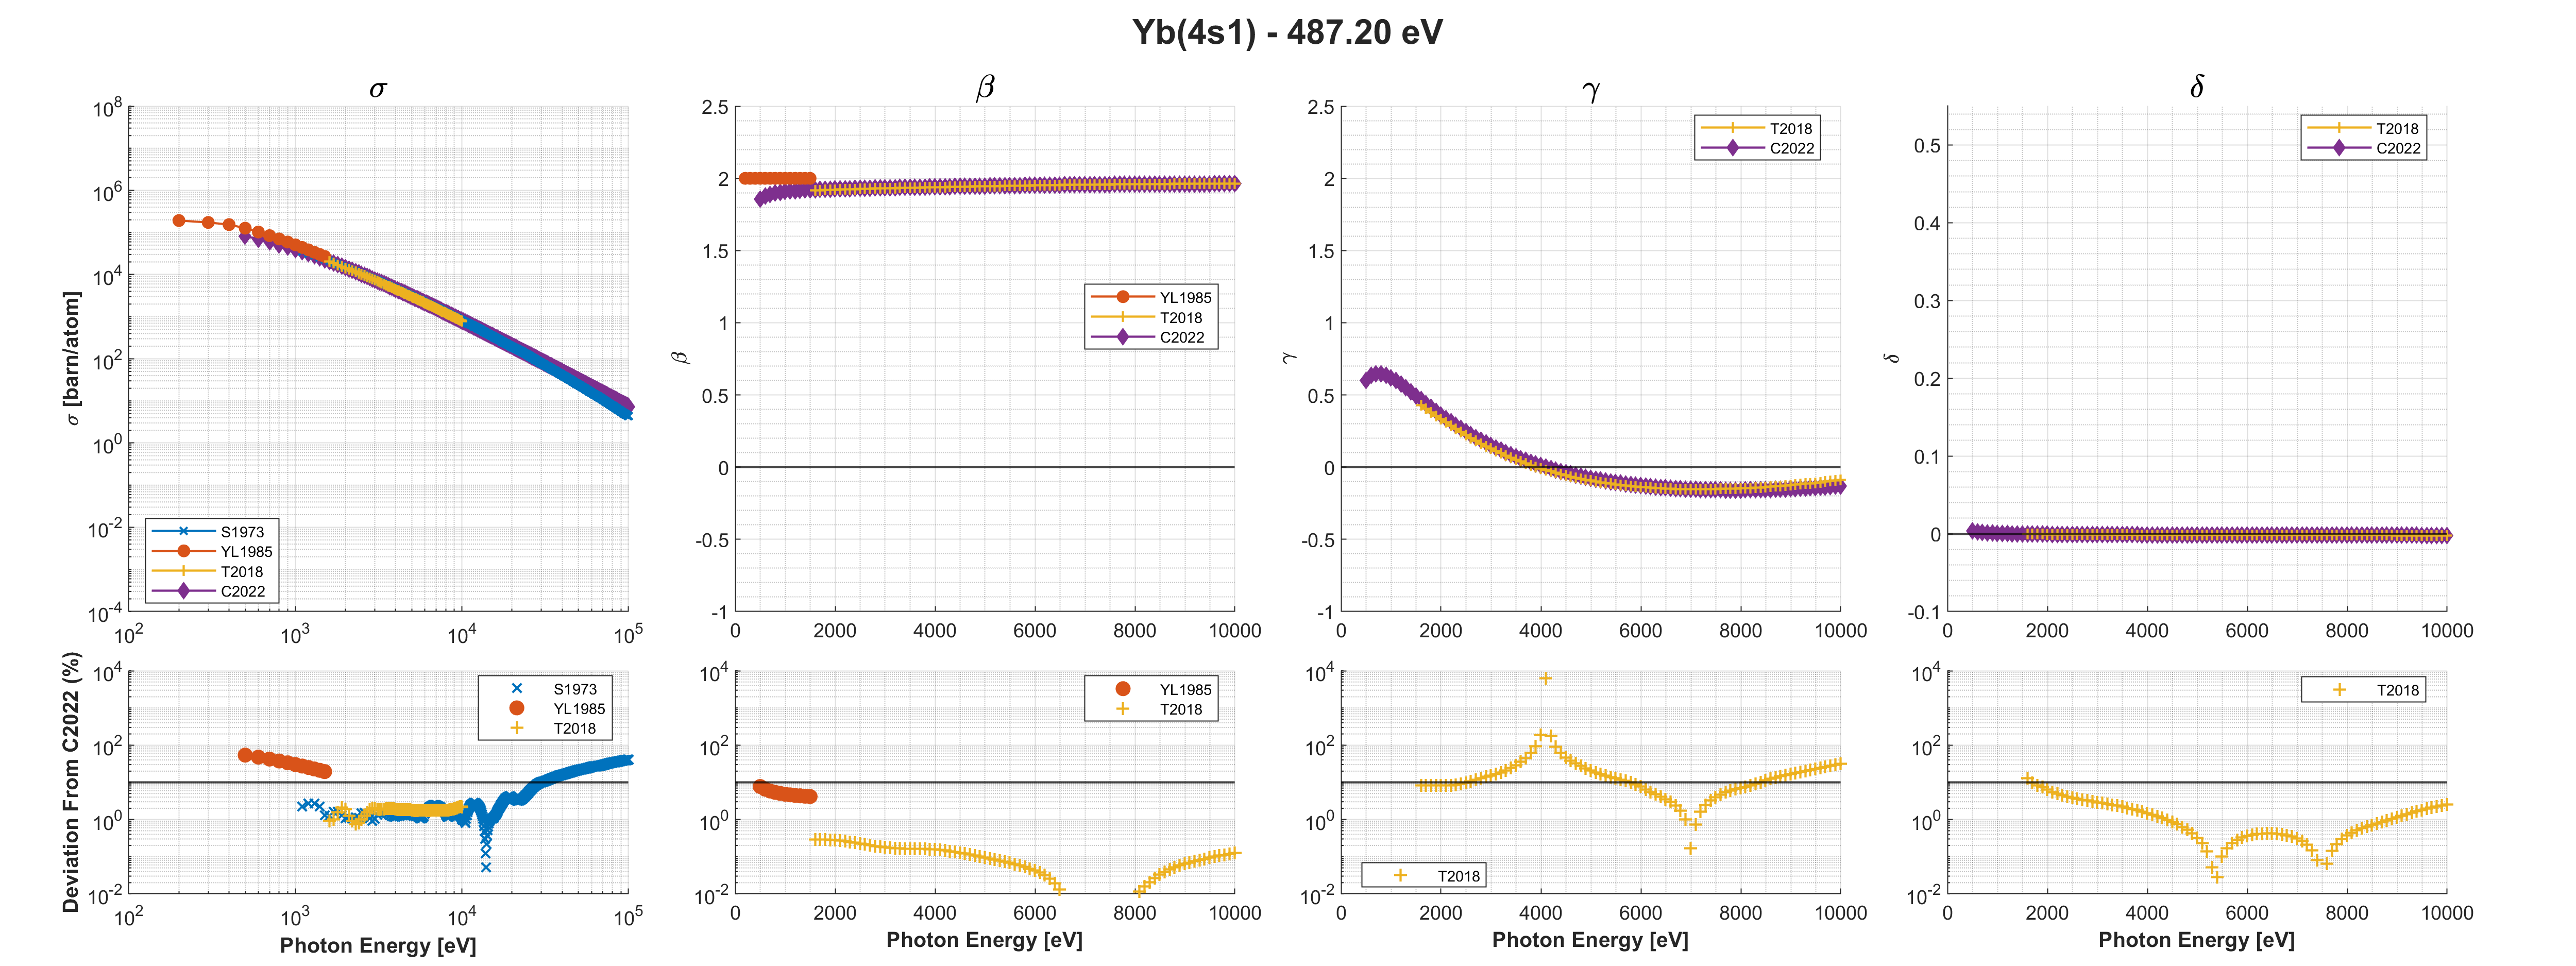 Yb(4s1) - 487.20 eV
σ
σ [barn/atom]
10^8
10^6
10^4
10^2
10^0
10^-2
10^-4
10^2
10^3
10^4
10^5
S1973
YL1985
T2018
C2022
β
β
2.5
2
1.5
1
0.5
0
-0.5
-1
0
2000
4000
6000
8000
10000
YL1985
T2018
C2022
γ
γ
2.5
2
1.5
1
0.5
0
-0.5
-1
0
2000
4000
6000
8000
10000
T2018
C2022
δ
δ
0.5
0.4
0.3
0.2
0.1
0
-0.1
0
2000
4000
6000
8000
10000
T2018
C2022
Deviation From C2022 (%)
10^4
10^2
10^0
10^-2
10^2
10^3
10^4
10^5
Photon Energy [eV]
S1973
YL1985
T2018
10^4
10^2
10^0
10^-2
0
2000
4000
6000
8000
10000
Photon Energy [eV]
YL1985
T2018
10^4
10^2
10^0
10^-2
0
2000
4000
6000
8000
10000
Photon Energy [eV]
T2018
10^4
10^2
10^0
10^-2
0
2000
4000
6000
8000
10000
Photon Energy [eV]
T2018